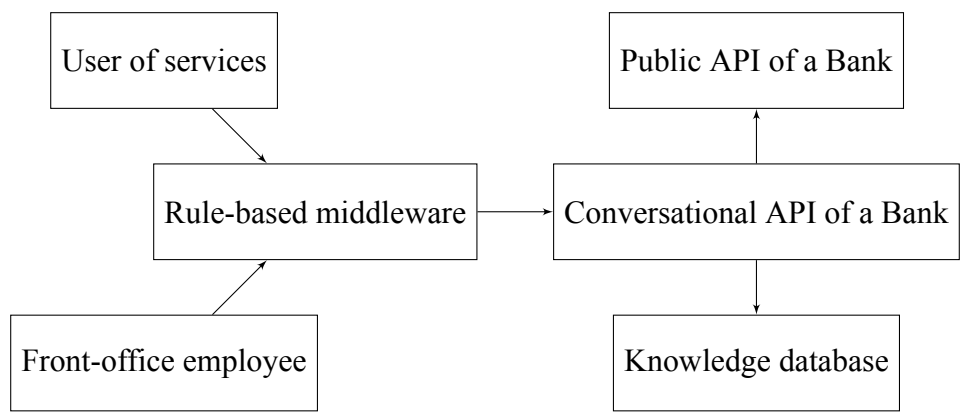 User of services
Public API of a Bank
Rule-based middleware
Conversational API of a Bank
Front-office employee
Knowledge database